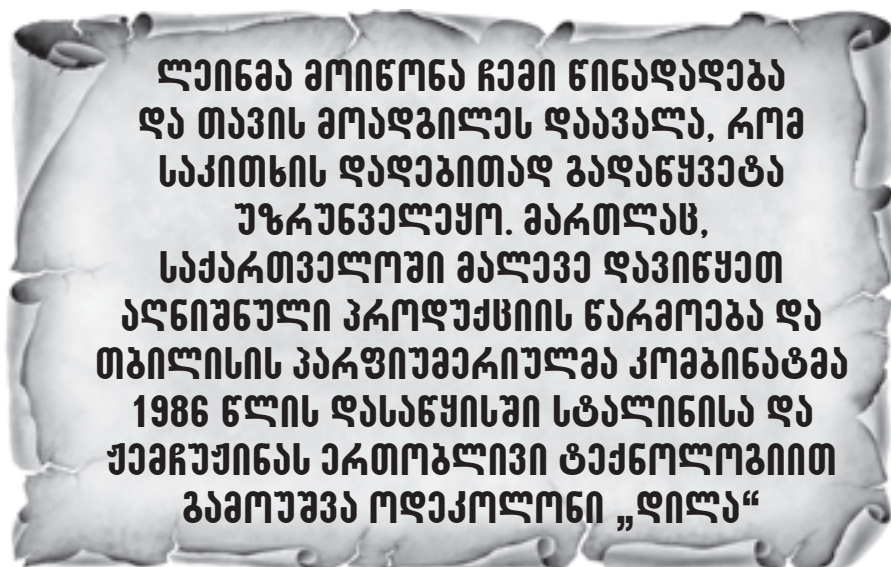 ლეინმა მოიწონა ჩემი წინადადება
და თავის მოადგილეს დაავალა, რომ
საკითხის დადებითად გადაწყვეტა
უზრუნველეყო. მართლაც,
საქართველოში მალევე დავიწყეთ
აღნიშნული პროდუქციის წარმოება და
თბილისის პარფიუმერიულმა კომბინატმა
1986 წლის დასაწყისში სტალინისა და
ჟემჩუჟინას ერთობლივი ტექნოლოგიით
გამოუშვა ოდეკოლონი „დილა“